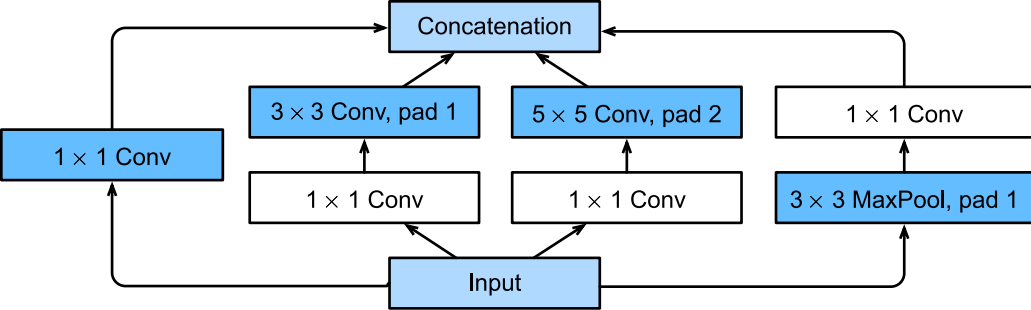 Concatenation
3 × 3 Conv, pad 1
5 × 5 Conv, pad 2
1 × 1 Conv
1 × 1 Conv
1 × 1 Conv
1 × 1 Conv
3 × 3 MaxPool, pad 1
Input